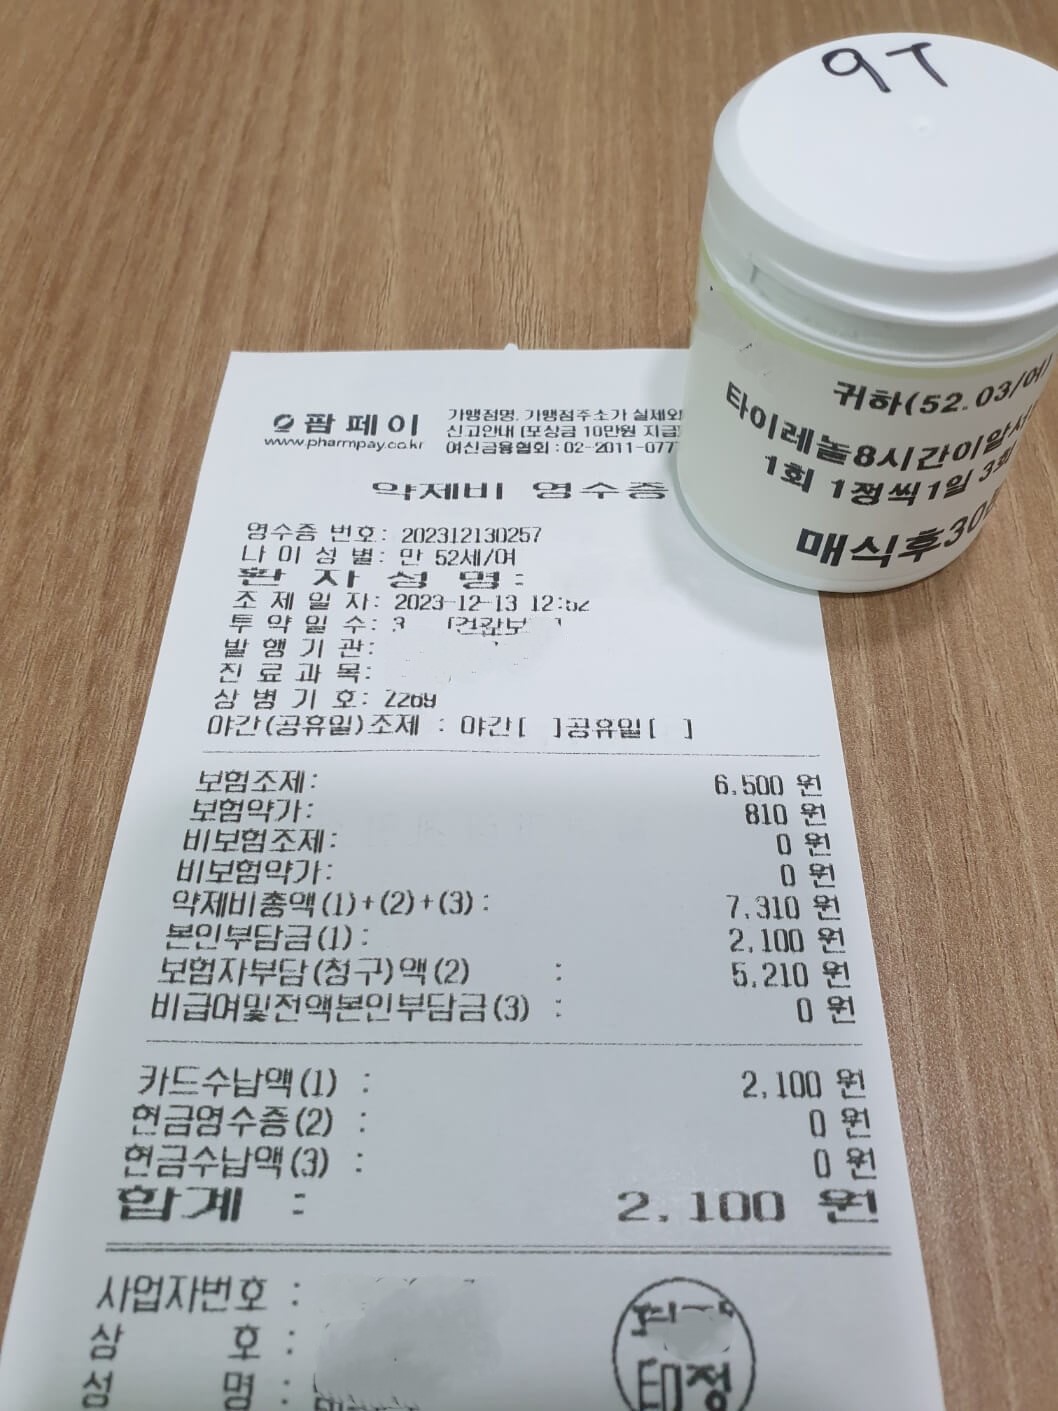 9T
귀하(52.03/여)
타이레놀8시간이알서
1회 1정씩1일 3회
매식후30
팜페이
www.pharmpay.co.kr
가맹점명, 가맹점주소가 실제와
신고안내 (포상금 10만원 지급)
여신금융협회 : 02-2011-077
약제비 영수증
영수증 번호: 202312130257
나 이 성 별: 만 52세/여
환 자 성 명:
조 제 일 자: 2023-12-13 12:52
투 약 일 수: 3 [건강보 ]
발 행 기 관:
진 료 과 목:
상 병 기 호: Z269
야간(공휴일)조제 : 야간[ ]공유일[ ]
보험조제: 6,500 원
보험약가: 810 원
비보험조제: 0 원
비보험약가: 0 원
약제비총액(1)+(2)+(3): 7,310 원
본인부담금(1): 2,100 원
보험자부담(청구)액(2) : 5,210 원
비급여및전액본인부담금(3) : 0 원
카드수납액(1) : 2,100 원
현금영수증(2) : 0 원
현금수납액(3) : 0 원
합계 : 2,100 원
사업자번호 :
상 호 :
성 명 :
印정